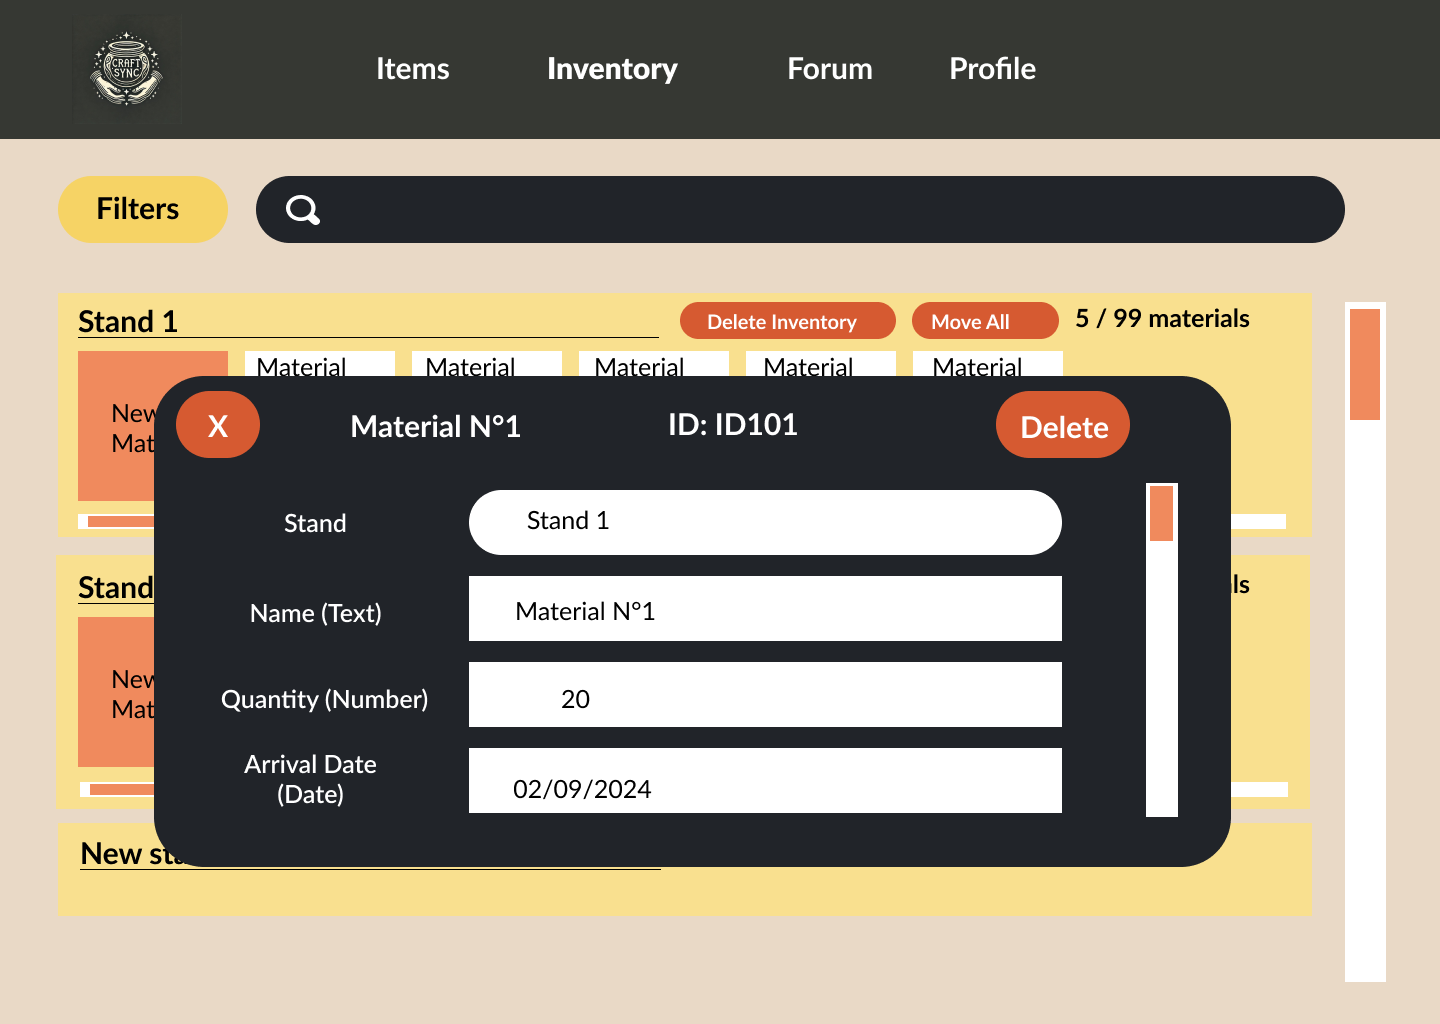 CRAFT
SYNC
Items
Inventory
Forum
Profile
Filters
Stand 1
Delete Inventory
Move All
5 / 99 materials
Material
Material
Material
Material
Material
New
Mat
X
Material N°1
ID: ID101
Delete
Stand
Stand 1
Name (Text)
Material N°1
Quantity (Number)
20
Arrival Date
(Date)
02/09/2024
Stand
New
Mat
New